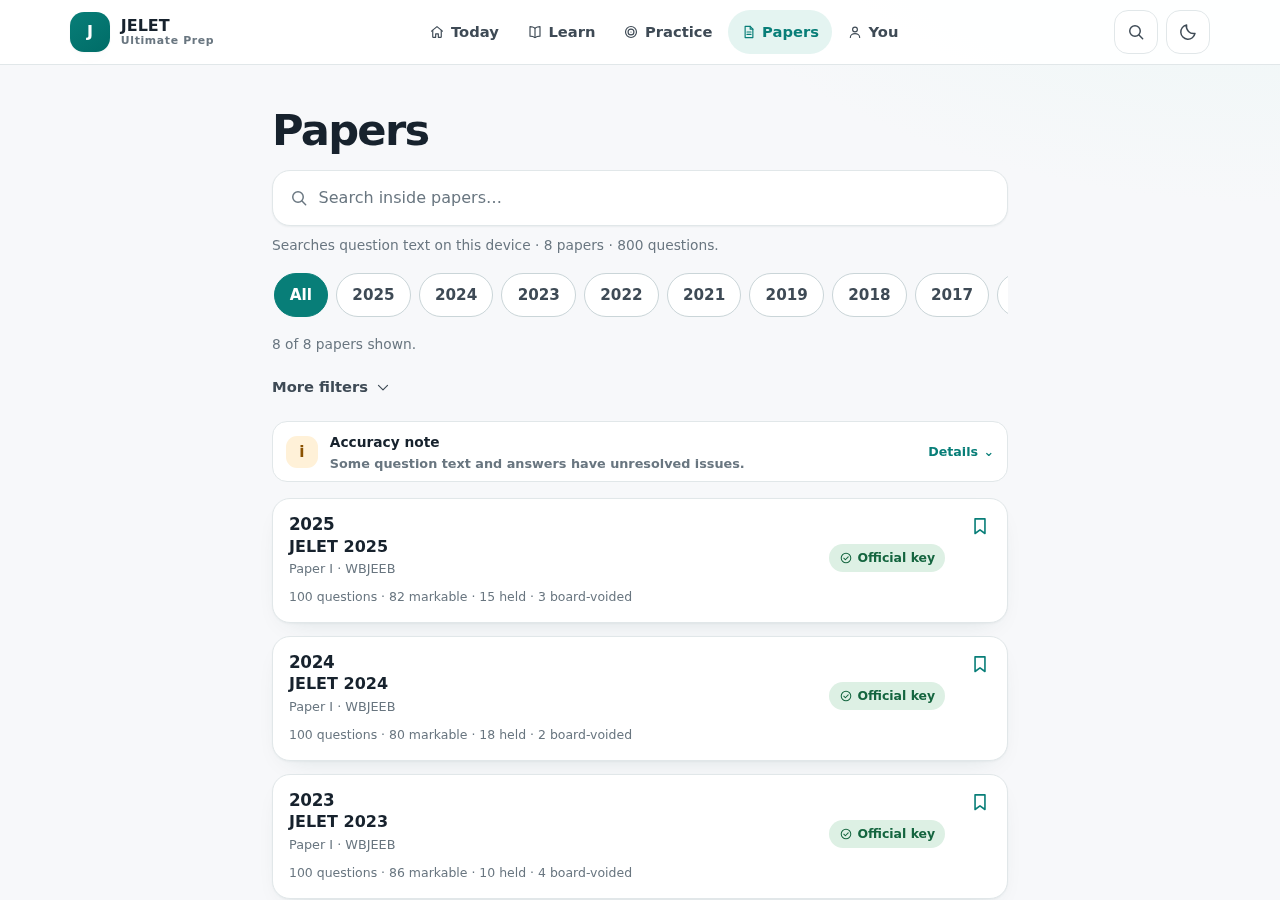 J
JELET
Ultimate Prep
Today
Learn
Practice
Papers
You
Papers
Search inside papers…
Searches question text on this device · 8 papers · 800 questions.
All
2025
2024
2023
2022
2021
2019
2018
2017
8 of 8 papers shown.
More filters
i
Accuracy note
Some question text and answers have unresolved issues.
Details
2025
JELET 2025
Paper I · WBJEEB
Official key
100 questions · 82 markable · 15 held · 3 board-voided
2024
JELET 2024
Paper I · WBJEEB
Official key
100 questions · 80 markable · 18 held · 2 board-voided
2023
JELET 2023
Paper I · WBJEEB
Official key
100 questions · 86 markable · 10 held · 4 board-voided